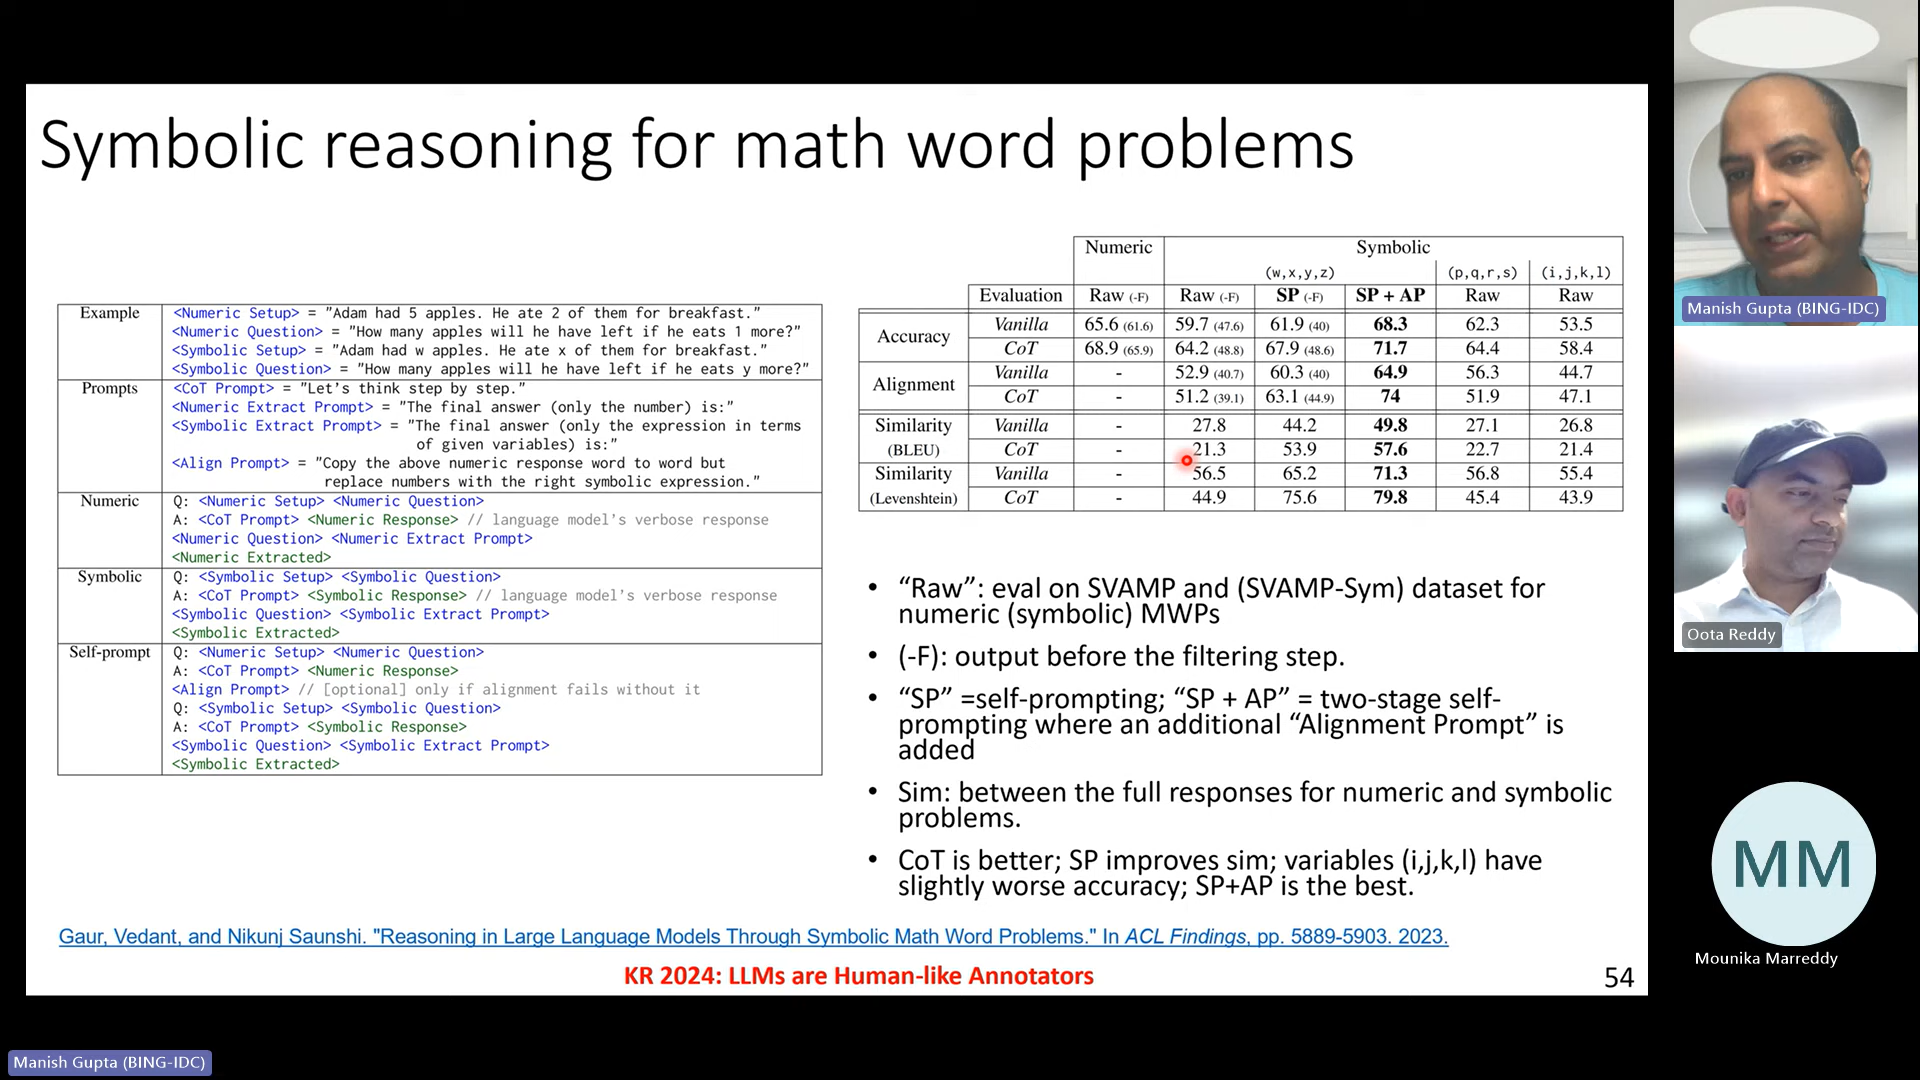 Symbolic reasoning for math word problems
Example
<Numeric Setup> = "Adam had 5 apples. He ate 2 of them for breakfast."
<Numeric Question> = "How many apples will he have left if he eats 1 more?"
<Symbolic Setup> = "Adam had w apples. He ate x of them for breakfast."
<Symbolic Question> = "How many apples will he have left if he eats y more?"
Prompts
<CoT Prompt> = "Let's think step by step."
<Numeric Extract Prompt> = "The final answer (only the number) is:"
<Symbolic Extract Prompt> = "The final answer (only the expression in terms
of given variables) is:"
<Align Prompt> = "Copy the above numeric response word to word but
replace numbers with the right symbolic expression."
Numeric
Q: <Numeric Setup> <Numeric Question>
A: <CoT Prompt> <Numeric Response> // language model's verbose response
<Numeric Question> <Numeric Extract Prompt>
<Numeric Extracted>
Symbolic
Q: <Symbolic Setup> <Symbolic Question>
A: <CoT Prompt> <Symbolic Response> // language model's verbose response
<Symbolic Question> <Symbolic Extract Prompt>
<Symbolic Extracted>
Self-prompt
Q: <Numeric Setup> <Numeric Question>
A: <CoT Prompt> <Numeric Response>
<Align Prompt> // [optional] only if alignment fails without it
Q: <Symbolic Setup> <Symbolic Question>
A: <CoT Prompt> <Symbolic Response>
<Symbolic Question> <Symbolic Extract Prompt>
<Symbolic Extracted>
Numeric Symbolic
(w,x,y,z) (p,q,r,s) (i,j,k,l)
Evaluation Raw (-F) Raw (-F) SP (-F) SP + AP Raw Raw
Accuracy Vanilla 65.6 (61.6) 59.7 (47.6) 61.9 (40) 68.3 62.3 53.5
CoT 68.9 (65.9) 64.2 (48.8) 67.9 (48.6) 71.7 64.4 58.4
Alignment Vanilla - 52.9 (40.7) 60.3 (40) 64.9 56.3 44.7
CoT - 51.2 (39.1) 63.1 (44.9) 74 51.9 47.1
Similarity Vanilla - 27.8 44.2 49.8 27.1 26.8
(BLEU) CoT - 21.3 53.9 57.6 22.7 21.4
Similarity Vanilla - 56.5 65.2 71.3 56.8 55.4
(Levenshtein) CoT - 44.9 75.6 79.8 45.4 43.9
• “Raw”: eval on SVAMP and (SVAMP-Sym) dataset for
numeric (symbolic) MWPs
• (-F): output before the filtering step.
• “SP” =self-prompting; “SP + AP” = two-stage self-
prompting where an additional “Alignment Prompt” is
added
• Sim: between the full responses for numeric and symbolic
problems.
• CoT is better; SP improves sim; variables (i,j,k,l) have
slightly worse accuracy; SP+AP is the best.
Gaur, Vedant, and Nikunj Saunshi. "Reasoning in Large Language Models Through Symbolic Math Word Problems." In ACL Findings, pp. 5889-5903. 2023.
KR 2024: LLMs are Human-like Annotators
54
Manish Gupta (BING-IDC)
Oota Reddy
MM
Mounika Marreddy
Manish Gupta (BING-IDC)